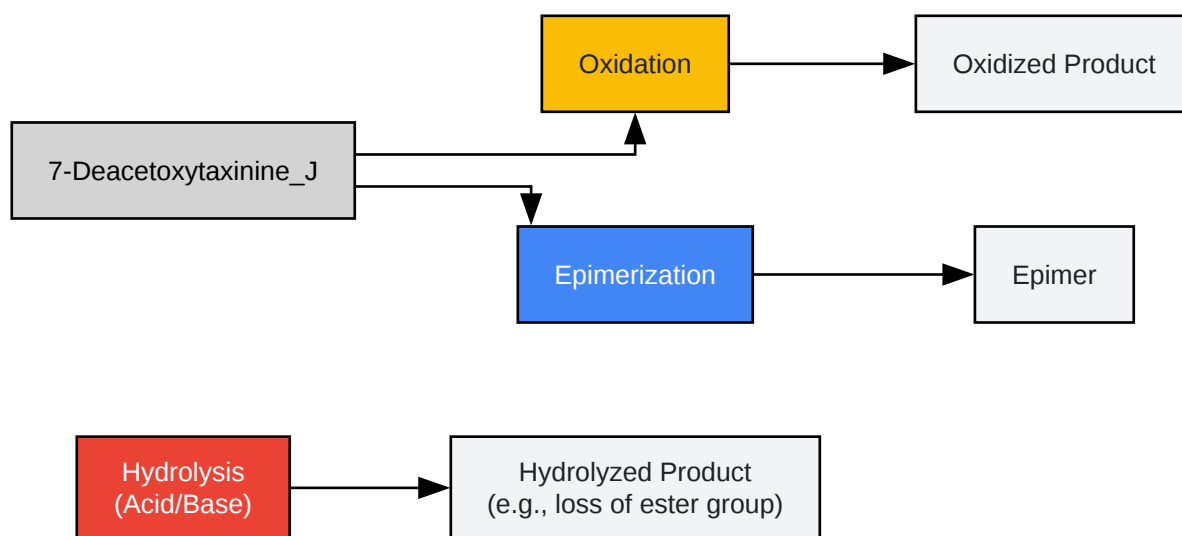 Oxidation
Oxidized Product
7-Deacetoxytaxinine_J
Epimerization
Epimer
Hydrolysis
(Acid/Base)
Hydrolyzed Product
(e.g., loss of ester group)